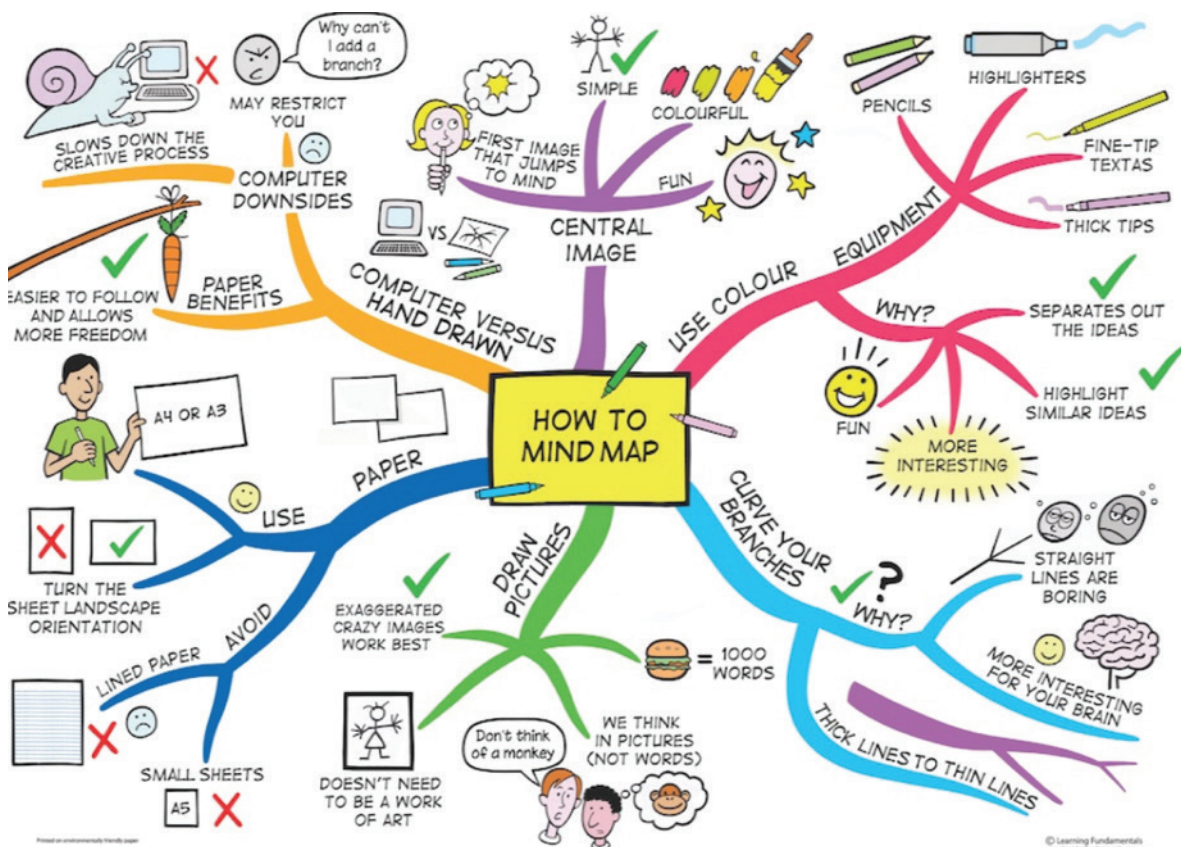 Why can't
I add a
branch?
MAY RESTRICT
YOU
SLOWS DOWN THE
CREATIVE PROCESS
COMPUTER
DOWNSIDES
PAPER
BENEFITS
EASIER TO FOLLOW
AND ALLOWS
MORE FREEDOM
VS
COMPUTER VERSUS
HAND DRAWN
FIRST IMAGE
THAT JUMPS
TO MIND
SIMPLE
COLOURFUL
FUN
CENTRAL
IMAGE
USE COLOUR
EQUIPMENT
PENCILS
HIGHLIGHTERS
FINE-TIP
TEXTAS
THICK TIPS
WHY?
SEPARATES OUT
THE IDEAS
HIGHLIGHT
SIMILAR IDEAS
MORE
INTERESTING
FUN
HOW TO
MIND MAP
CURVE YOUR
BRANCHES
?
WHY?
STRAIGHT
LINES ARE
BORING
MORE INTERESTING
FOR YOUR BRAIN
THICK LINES TO THIN LINES
DRAW
PICTURES
= 1000
WORDS
WE THINK
IN PICTURES
(NOT WORDS)
Don't think
of a monkey
DOESN'T NEED
TO BE A WORK
OF ART
EXAGGERATED
CRAZY IMAGES
WORK BEST
PAPER
USE
A4 OR A3
TURN THE
SHEET LANDSCAPE
ORIENTATION
AVOID
LINED PAPER
SMALL SHEETS
A5
Printed on environmentally friendly paper
© Learning Fundamentals